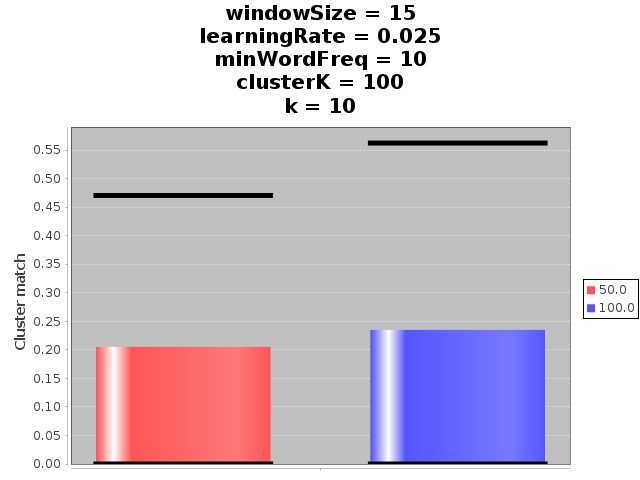 windowSize = 15
learningRate = 0.025
minWordFreq = 10
clusterK = 100
k = 10
0.55
0.50
0.45
0.40
0.35
0.30
0.25
0.20
0.15
0.10
0.05
0.00
Cluster match
50.0
100.0